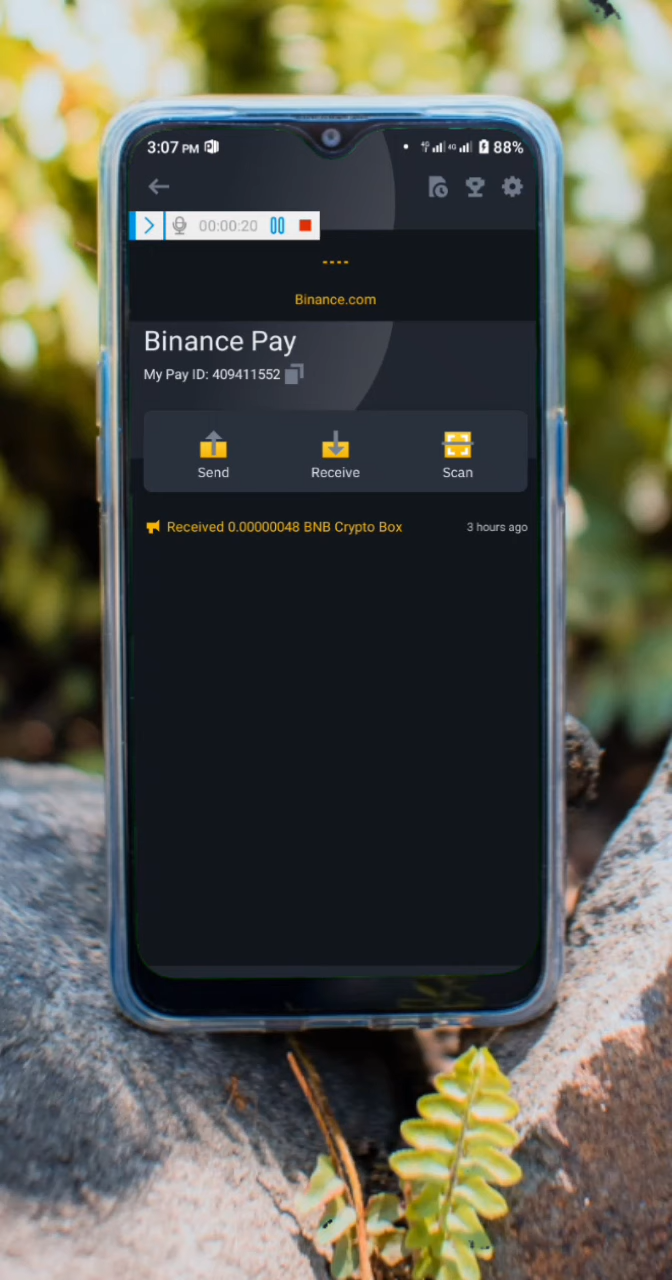 3:07 PM 4G 88%
00:00:20
----
Binance.com
Binance Pay
My Pay ID: 409411552
Send Receive Scan
Received 0.00000048 BNB Crypto Box 3 hours ago